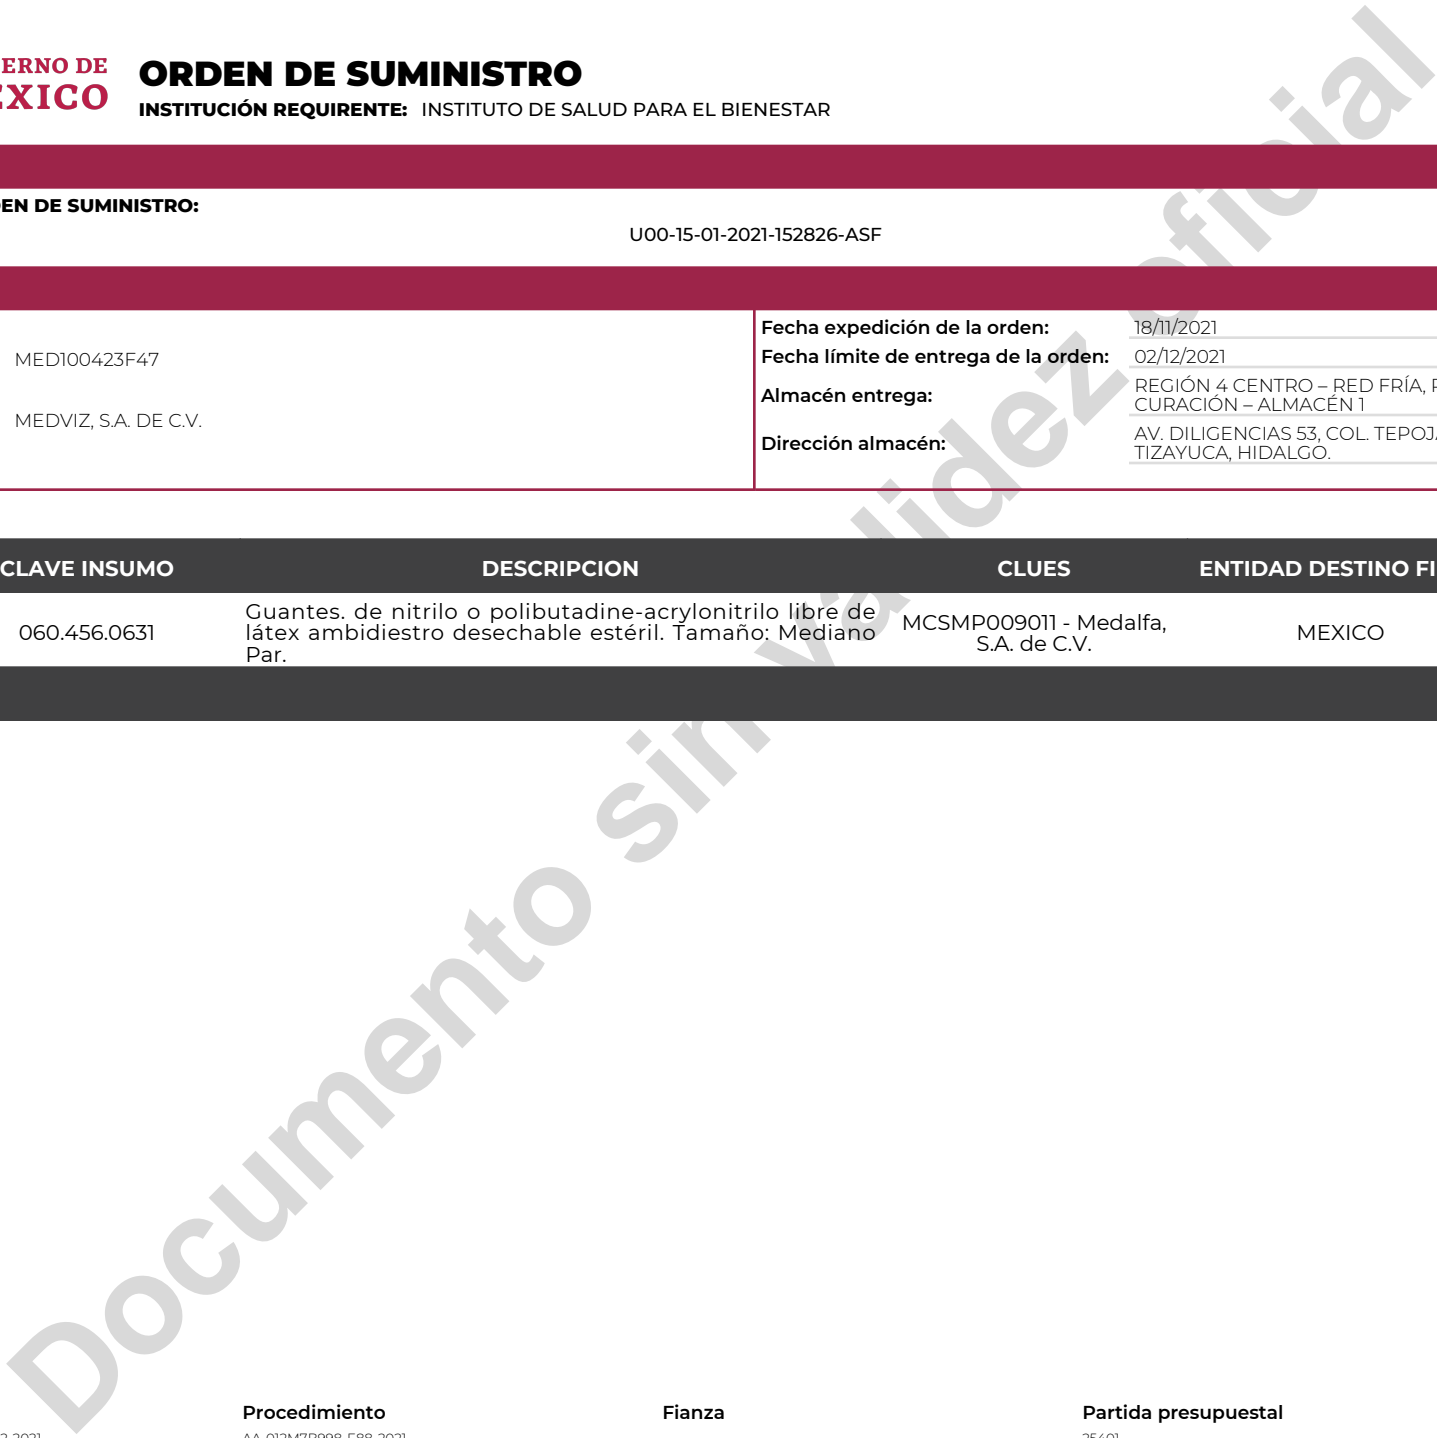 ERNO DE
EXICO
ORDEN DE SUMINISTRO
INSTITUCIÓN REQUIRENTE: INSTITUTO DE SALUD PARA EL BIENESTAR
EN DE SUMINISTRO:
U00-15-01-2021-152826-ASF
MED100423F47
MEDVIZ, S.A. DE C.V.
Fecha expedición de la orden: 18/11/2021
Fecha límite de entrega de la orden: 02/12/2021
Almacén entrega: REGIÓN 4 CENTRO – RED FRÍA,
CURACIÓN – ALMACÉN 1
Dirección almacén: AV. DILIGENCIAS 53, COL. TEPOJ
TIZAYUCA, HIDALGO.
CLAVE INSUMO DESCRIPCION CLUES ENTIDAD DESTINO FI
060.456.0631
Guantes. de nitrilo o polibutadine-acrylonitrilo libre de
látex ambidiestro desechable estéril. Tamaño: Mediano
Par.
MCSMP009011 - Medalfa,
S.A. de C.V.
MEXICO
Documento sin validez oficial
Procedimiento Fianza Partida presupuestal